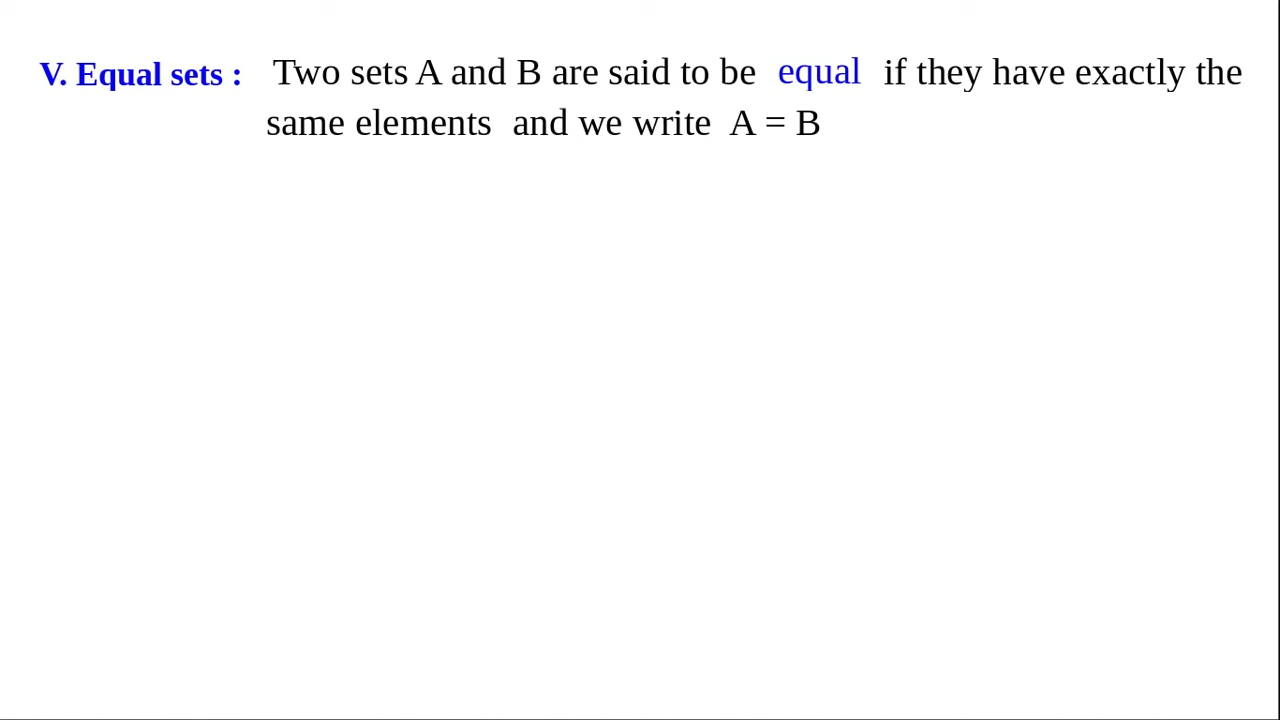 V. Equal sets : Two sets A and B are said to be equal if they have exactly the
same elements and we write A = B